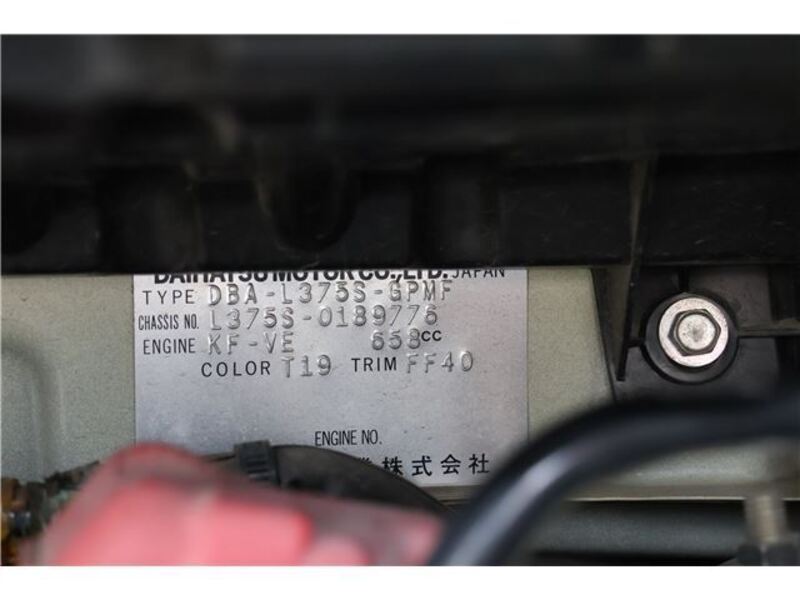 DAIHATSU MOTOR CO.,LTD. JAPAN
TYPE DBA-L375S-GPMF
CHASSIS NO. L375S-0189776
ENGINE KF-VE 658CC
COLOR T19 TRIM FF40
ENGINE NO.
株式会社